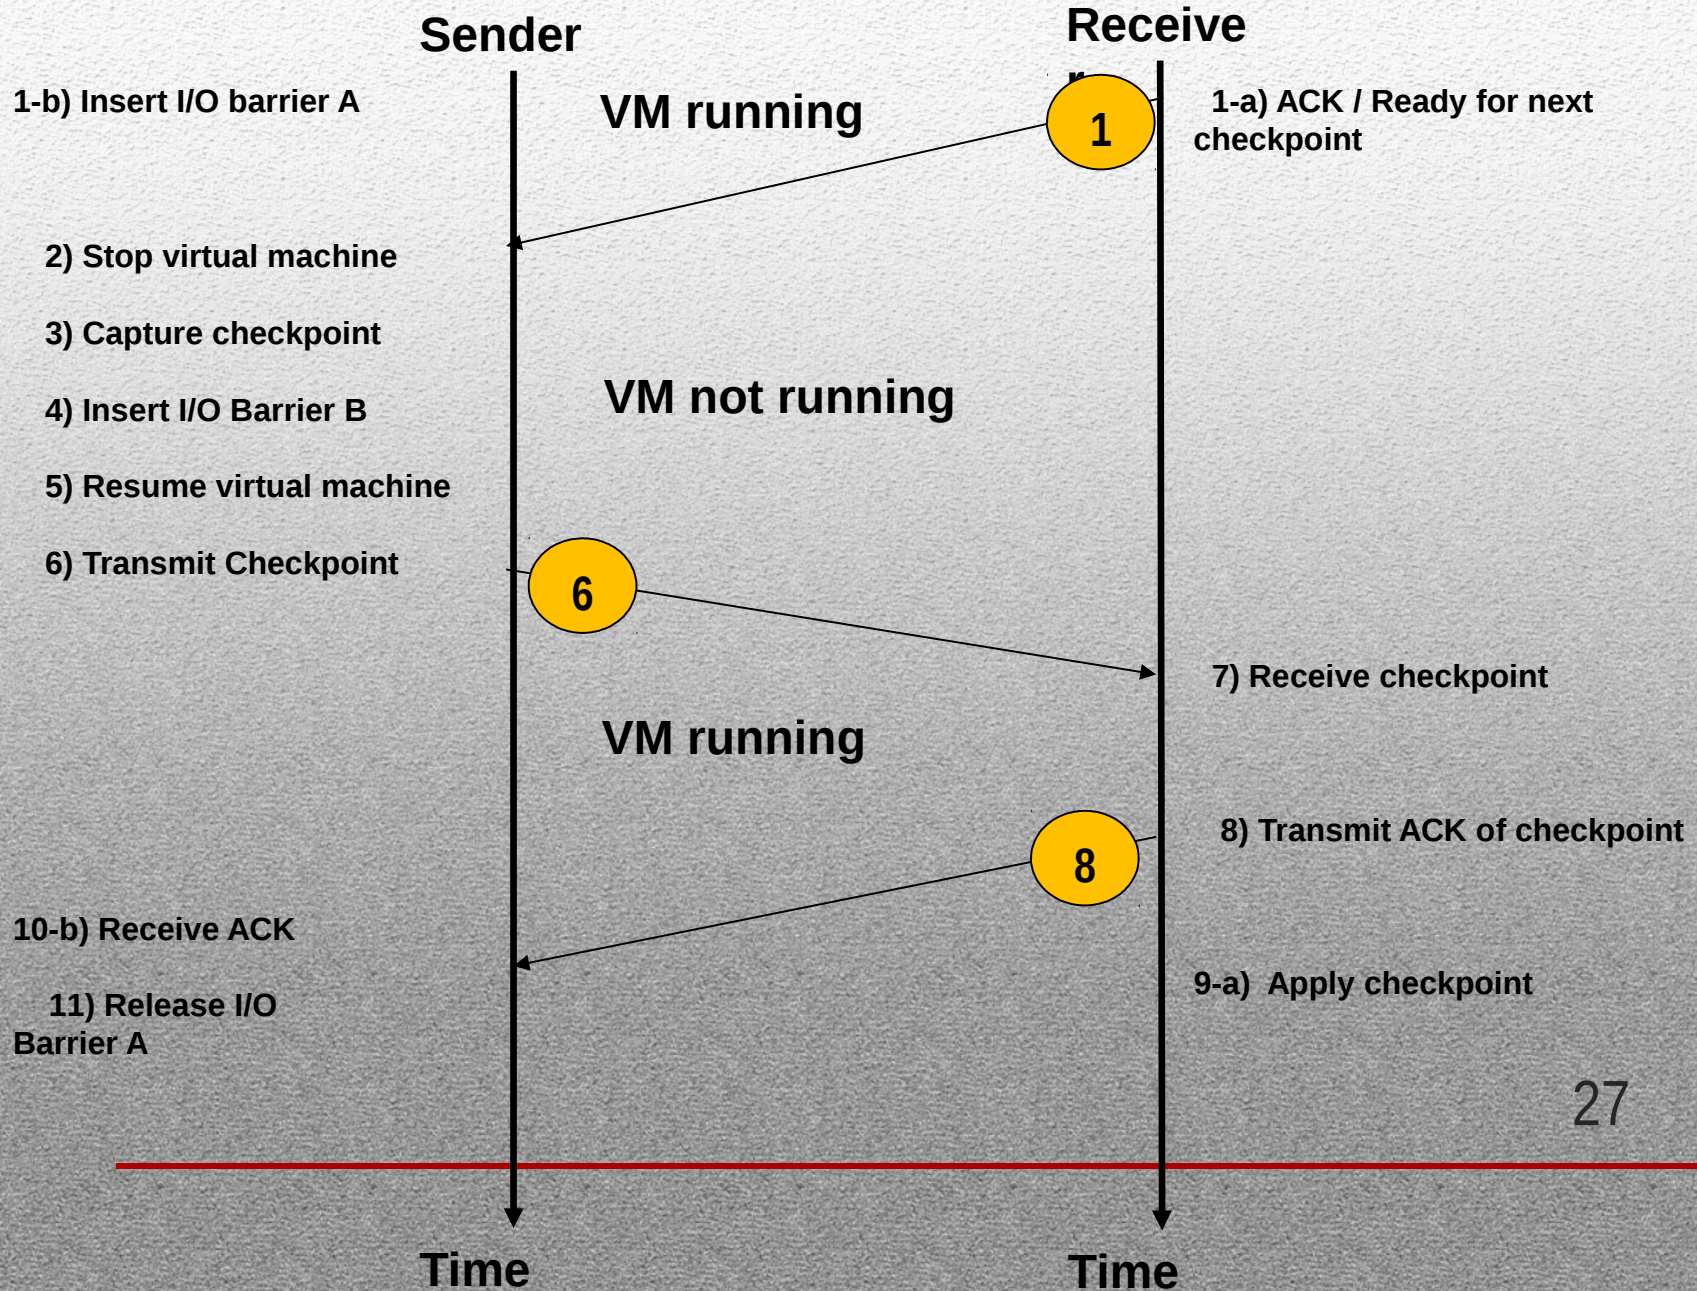 Sender
Receive
r
1-b) Insert I/O barrier A
VM running
1
1-a) ACK / Ready for next
checkpoint
2) Stop virtual machine
3) Capture checkpoint
VM not running
4) Insert I/O Barrier B
5) Resume virtual machine
6) Transmit Checkpoint
6
7) Receive checkpoint
VM running
8) Transmit ACK of checkpoint
8
10-b) Receive ACK
9-a) Apply checkpoint
11) Release I/O
Barrier A
27
Time
Time